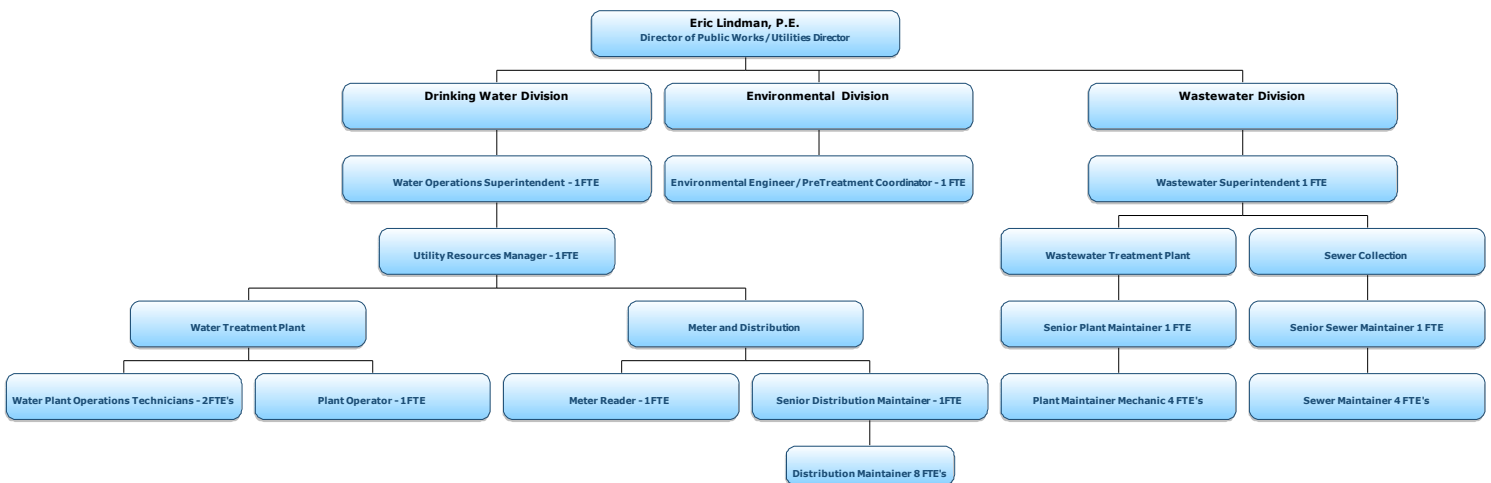 Eric Lindman, P.E.
Director of Public Works/Utilities Director
Drinking Water Division
Environmental Division
Wastewater Division
Water Operations Superintendent - 1FTE
Environmental Engineer/PreTreatment Coordinator - 1 FTE
Wastewater Superintendent 1 FTE
Utility Resources Manager - 1FTE
Wastewater Treatment Plant
Sewer Collection
Water Treatment Plant
Meter and Distribution
Senior Plant Maintainer 1 FTE
Senior Sewer Maintainer 1 FTE
Water Plant Operations Technicians - 2FTE's
Plant Operator - 1FTE
Meter Reader - 1FTE
Senior Distribution Maintainer - 1FTE
Plant Maintainer Mechanic 4 FTE's
Sewer Maintainer 4 FTE's
Distribution Maintainer 8 FTE's